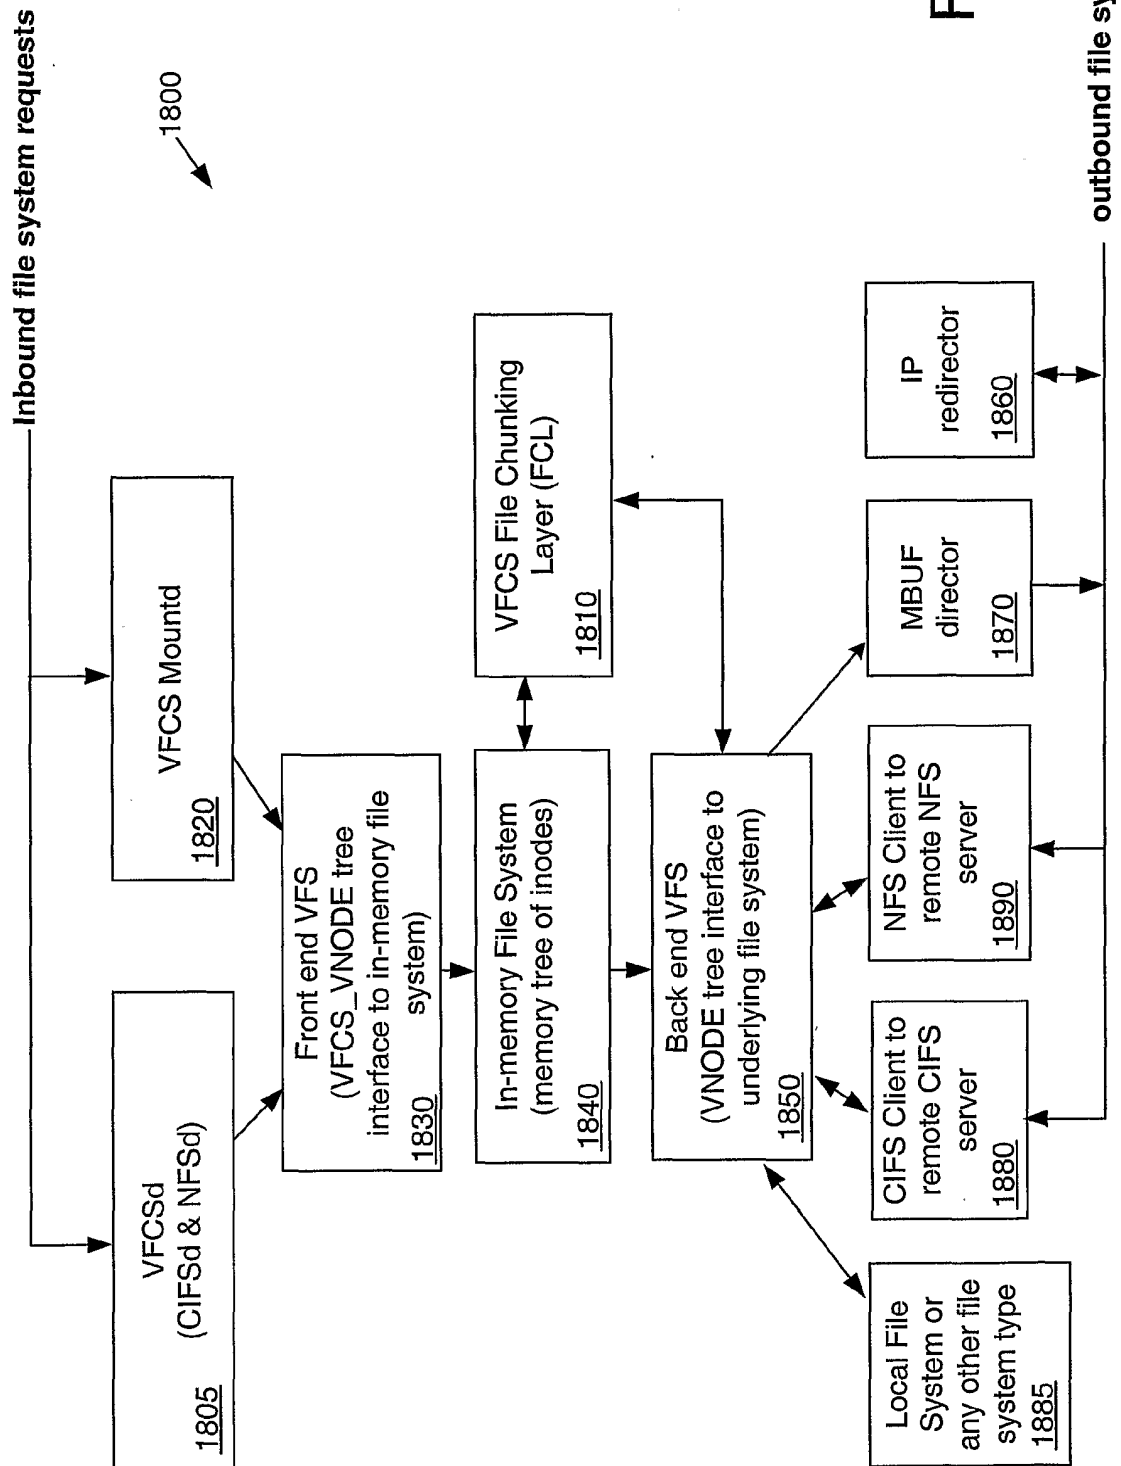 Inbound file system requests
1800
VFCSd
(CIFSd & NFSd)
1805
VFCS Mountd
1820
Front end VFS
(VFCS_VNODE tree
interface to in-memory file
system)
1830
In-memory File System
(memory tree of inodes)
1840
VFCS File Chunking
Layer (FCL)
1810
Back end VFS
(VNODE tree interface to
underlying file system)
1850
Local File
System or
any other file
system type
1885
CIFS Client to
remote CIFS
server
1880
NFS Client to
remote NFS
server
1890
MBUF
director
1870
IP
redirector
1860
outbound file
F